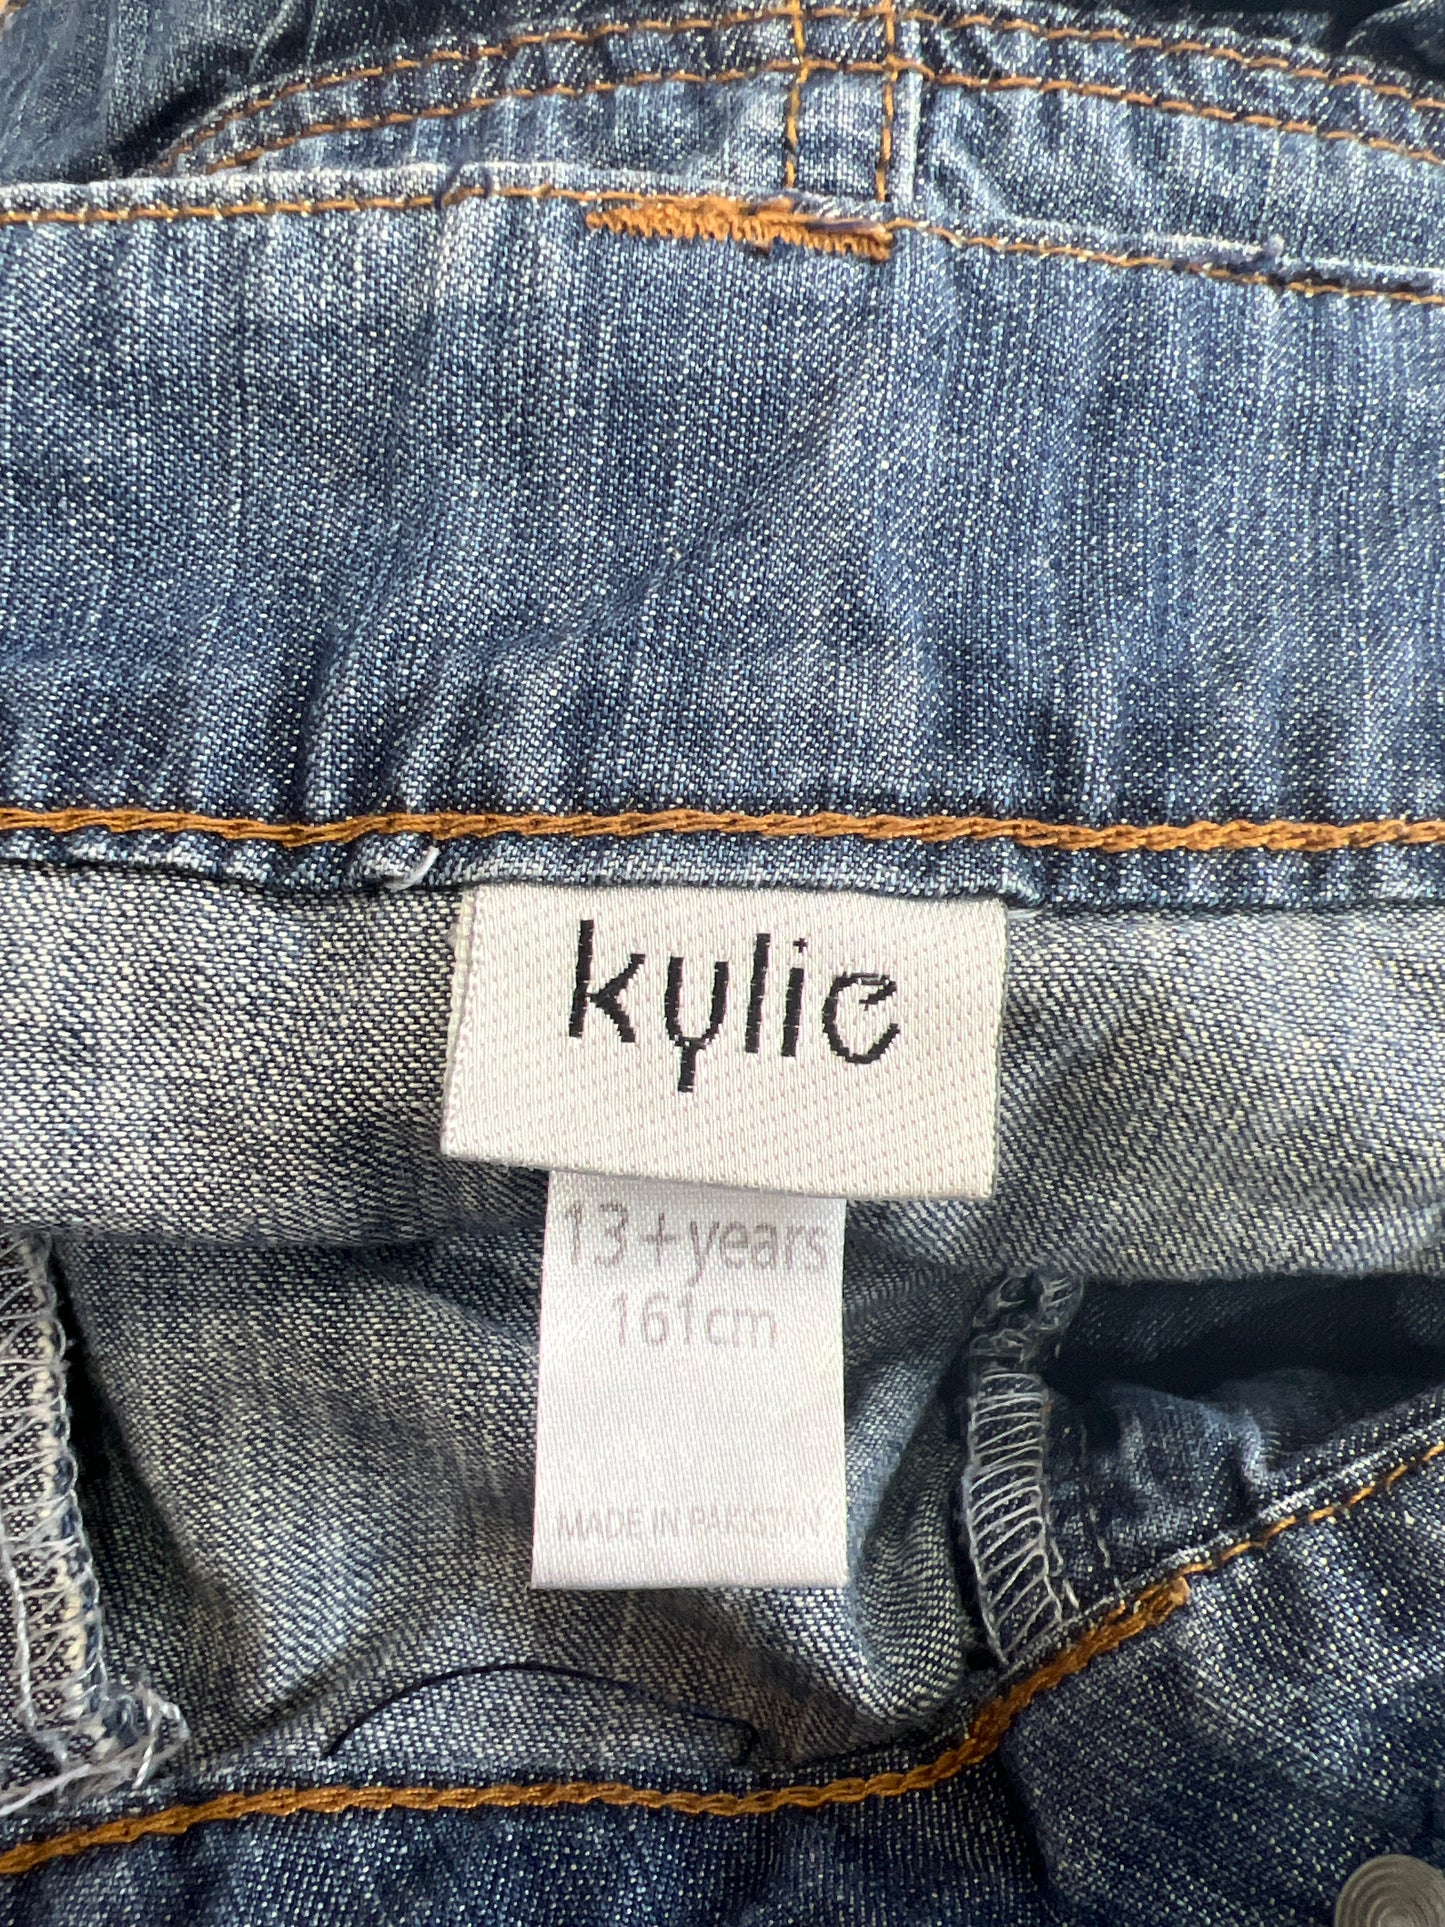 kylie
13+years
161cm
MADE IN PAKISTAN